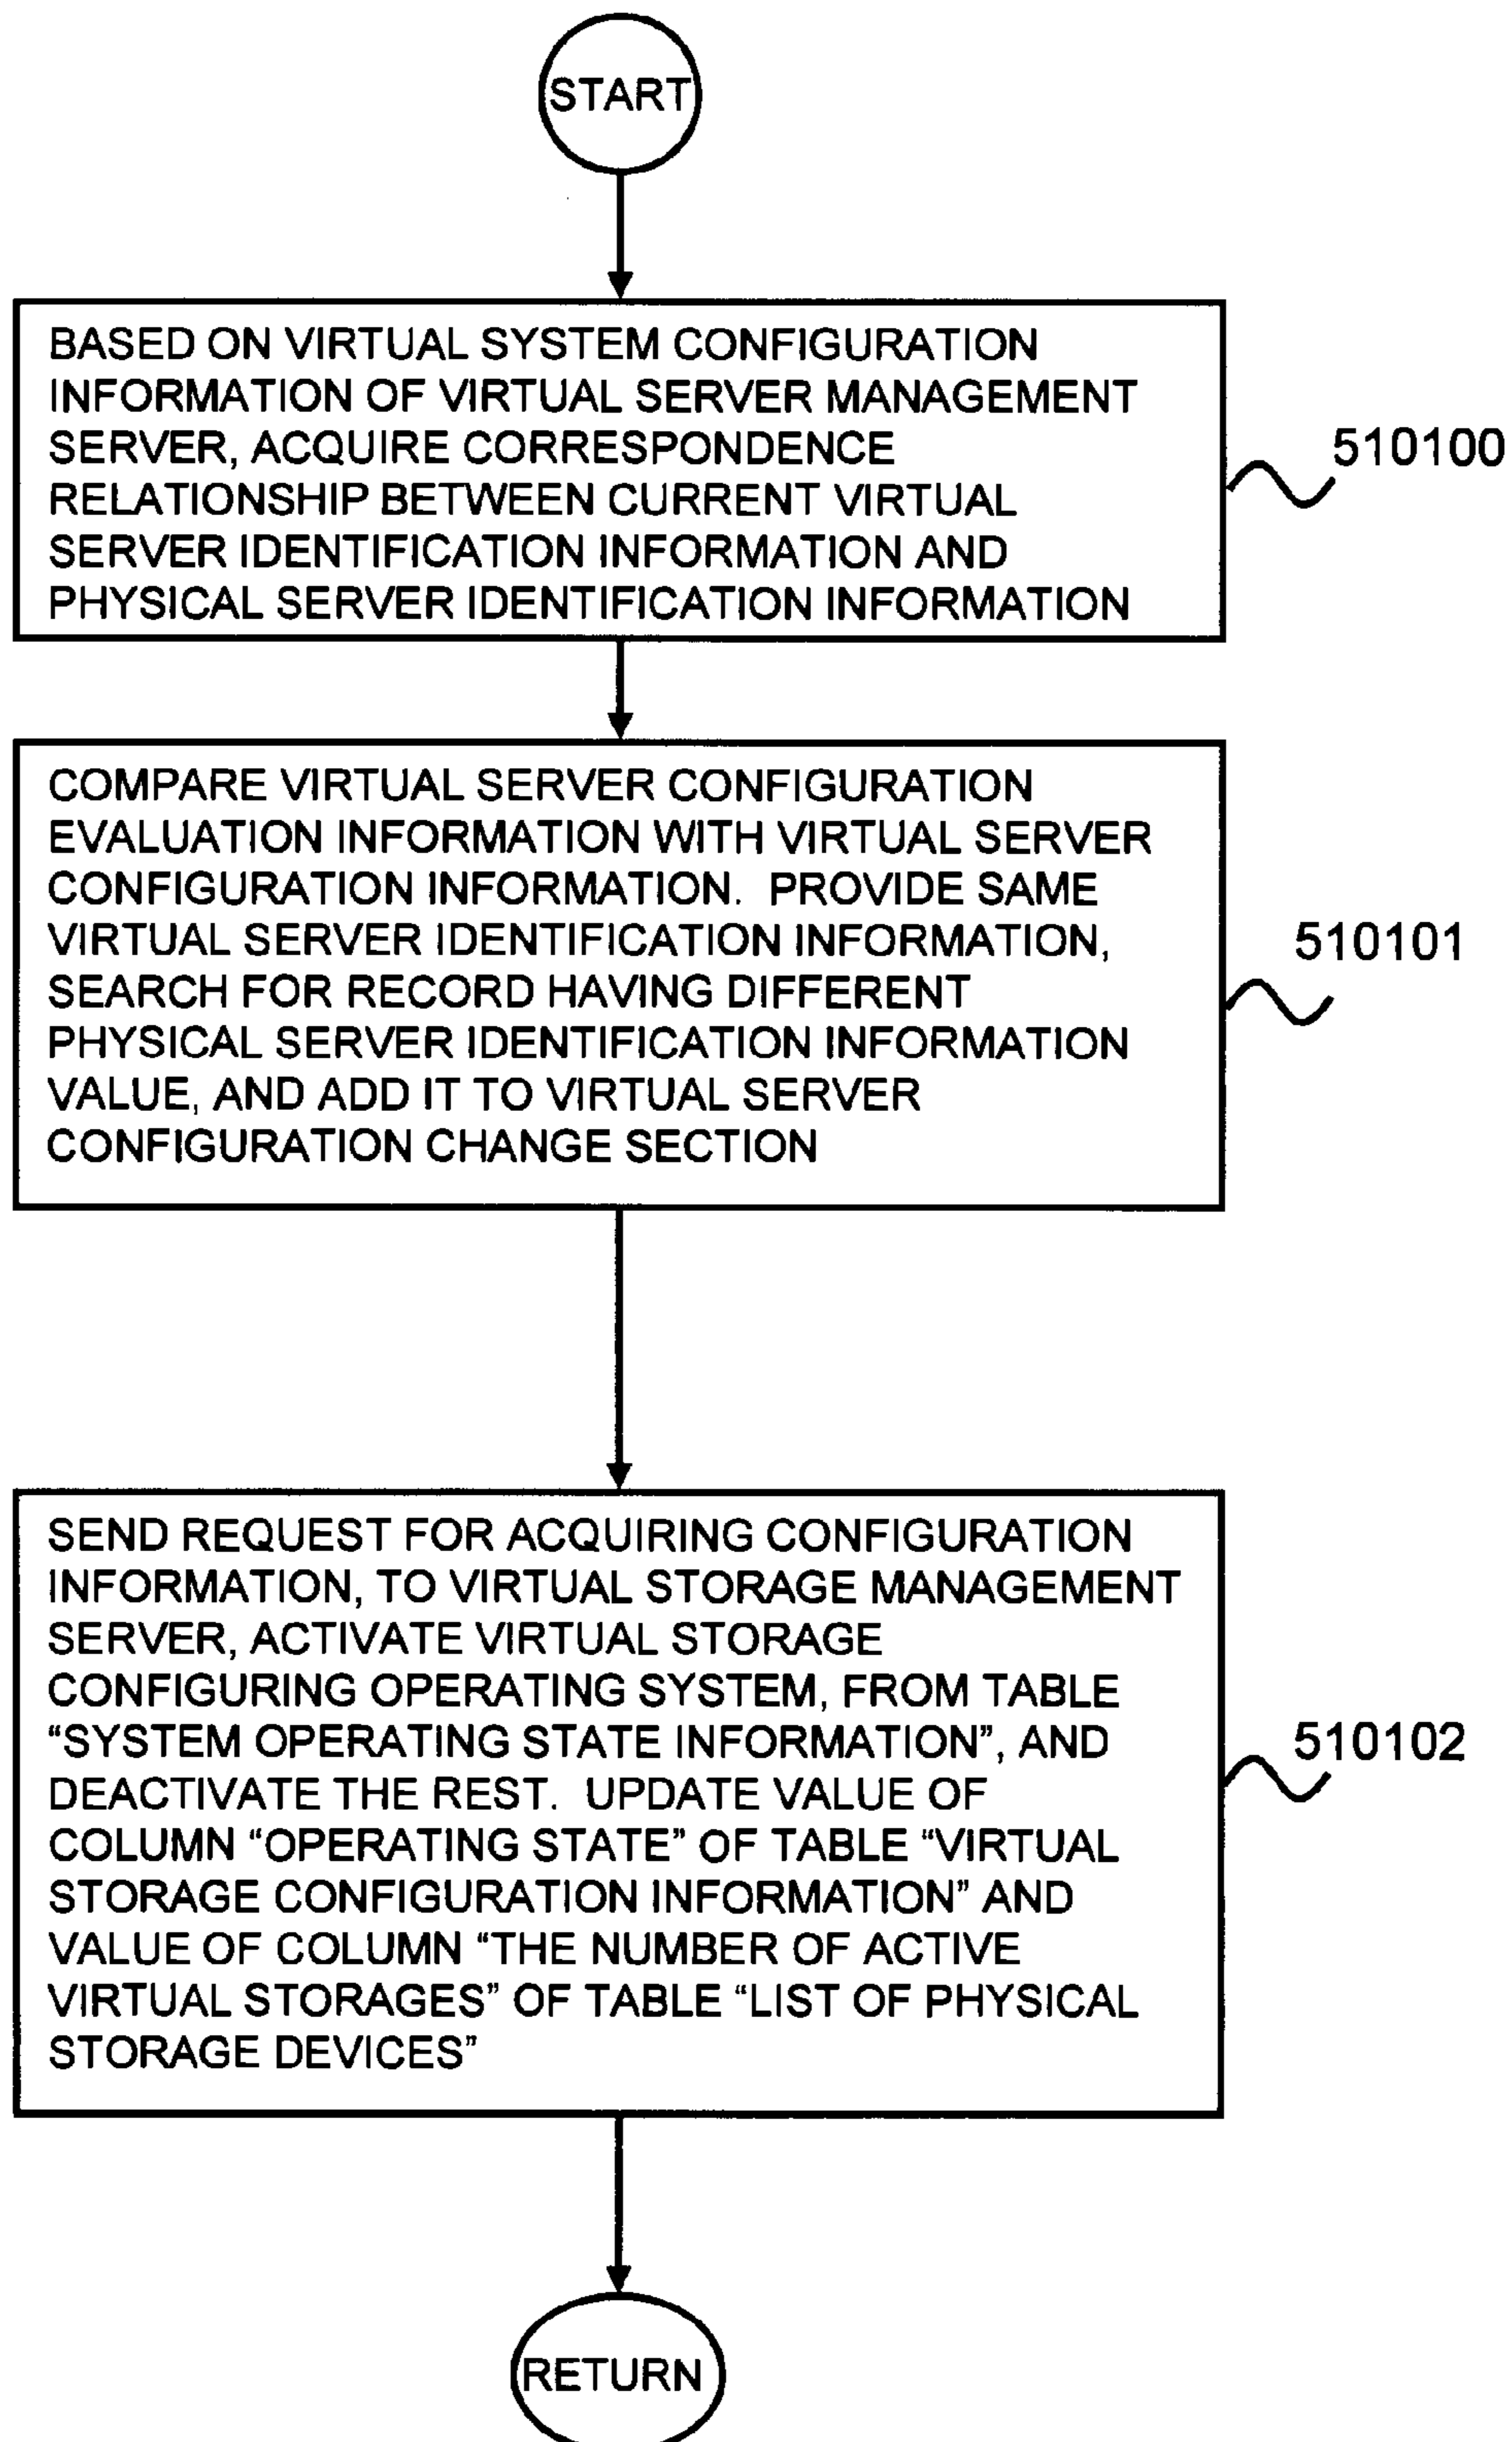 START
BASED ON VIRTUAL SYSTEM CONFIGURATION
INFORMATION OF VIRTUAL SERVER MANAGEMENT
SERVER, ACQUIRE CORRESPONDENCE
RELATIONSHIP BETWEEN CURRENT VIRTUAL
SERVER IDENTIFICATION INFORMATION AND
PHYSICAL SERVER IDENTIFICATION INFORMATION
510100
COMPARE VIRTUAL SERVER CONFIGURATION
EVALUATION INFORMATION WITH VIRTUAL SERVER
CONFIGURATION INFORMATION. PROVIDE SAME
VIRTUAL SERVER IDENTIFICATION INFORMATION,
SEARCH FOR RECORD HAVING DIFFERENT
PHYSICAL SERVER IDENTIFICATION INFORMATION
VALUE, AND ADD IT TO VIRTUAL SERVER
CONFIGURATION CHANGE SECTION
510101
SEND REQUEST FOR ACQUIRING CONFIGURATION
INFORMATION, TO VIRTUAL STORAGE MANAGEMENT
SERVER, ACTIVATE VIRTUAL STORAGE
CONFIGURING OPERATING SYSTEM, FROM TABLE
“SYSTEM OPERATING STATE INFORMATION”, AND
DEACTIVATE THE REST. UPDATE VALUE OF
COLUMN “OPERATING STATE” OF TABLE “VIRTUAL
STORAGE CONFIGURATION INFORMATION” AND
VALUE OF COLUMN “THE NUMBER OF ACTIVE
VIRTUAL STORAGES” OF TABLE “LIST OF PHYSICAL
STORAGE DEVICES”
510102
RETURN